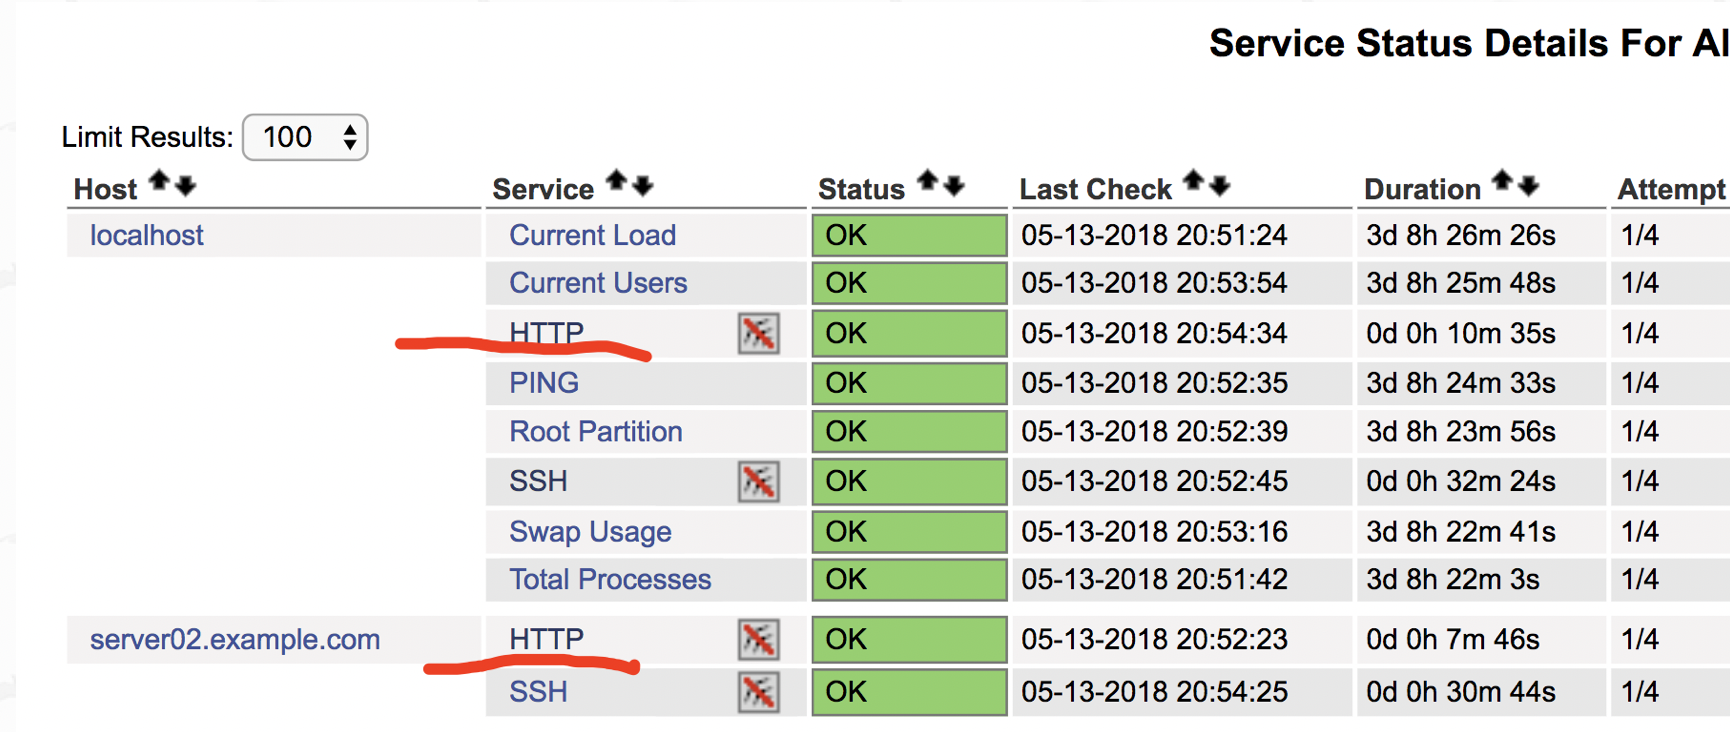 Service Status Details For Al
Limit Results: 100
Host Service Status Last Check Duration Attempt
localhost Current Load OK 05-13-2018 20:51:24 3d 8h 26m 26s 1/4
Current Users OK 05-13-2018 20:53:54 3d 8h 25m 48s 1/4
HTTP OK 05-13-2018 20:54:34 0d 0h 10m 35s 1/4
PING OK 05-13-2018 20:52:35 3d 8h 24m 33s 1/4
Root Partition OK 05-13-2018 20:52:39 3d 8h 23m 56s 1/4
SSH OK 05-13-2018 20:52:45 0d 0h 32m 24s 1/4
Swap Usage OK 05-13-2018 20:53:16 3d 8h 22m 41s 1/4
Total Processes OK 05-13-2018 20:51:42 3d 8h 22m 3s 1/4
server02.example.com HTTP OK 05-13-2018 20:52:23 0d 0h 7m 46s 1/4
SSH OK 05-13-2018 20:54:25 0d 0h 30m 44s 1/4